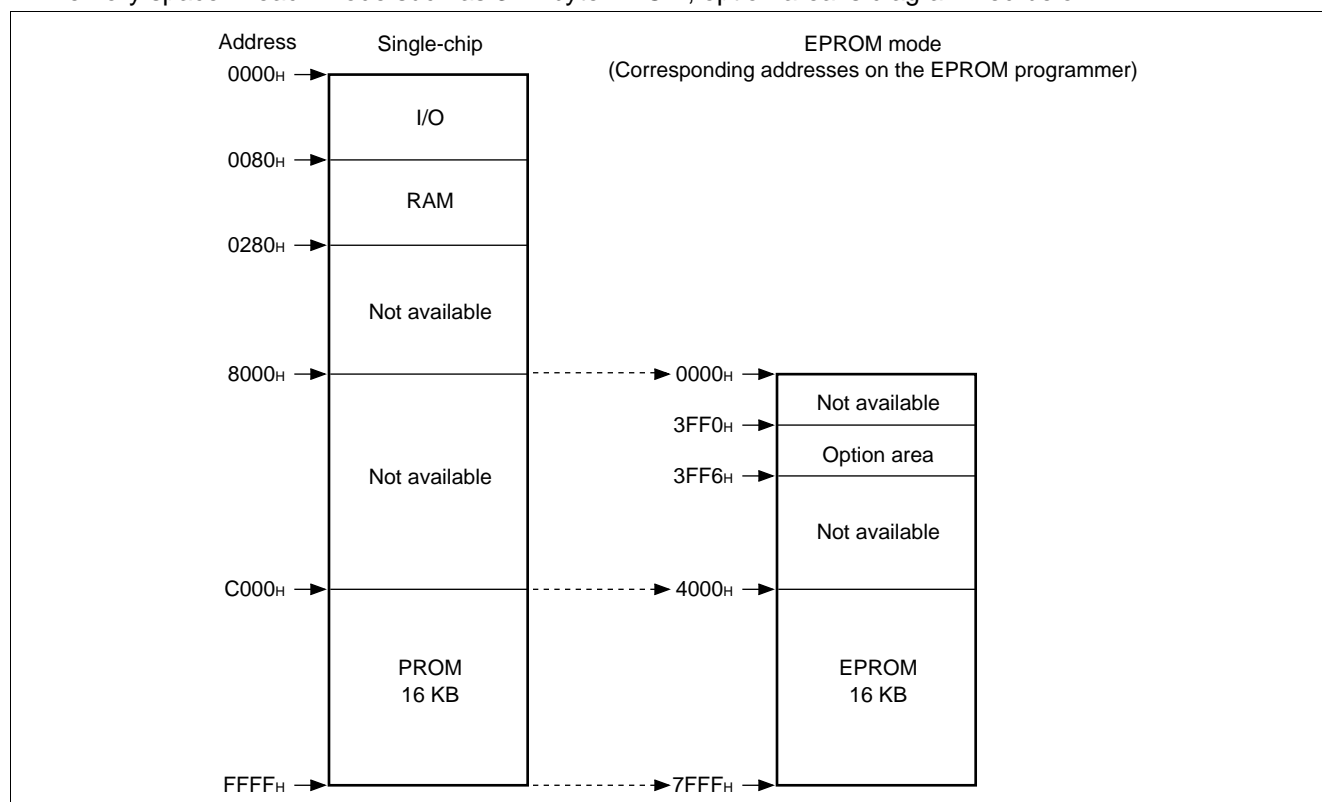 Address Single-chip EPROM mode
0000H (Corresponding addresses on the EPROM programmer)
I/O
0080H
RAM
0280H
Not available
8000H 0000H
Not available
3FF0H
Option area
Not available 3FF6H
Not available
C000H 4000H
PROM EPROM
16 KB 16 KB
FFFFH 7FFFH